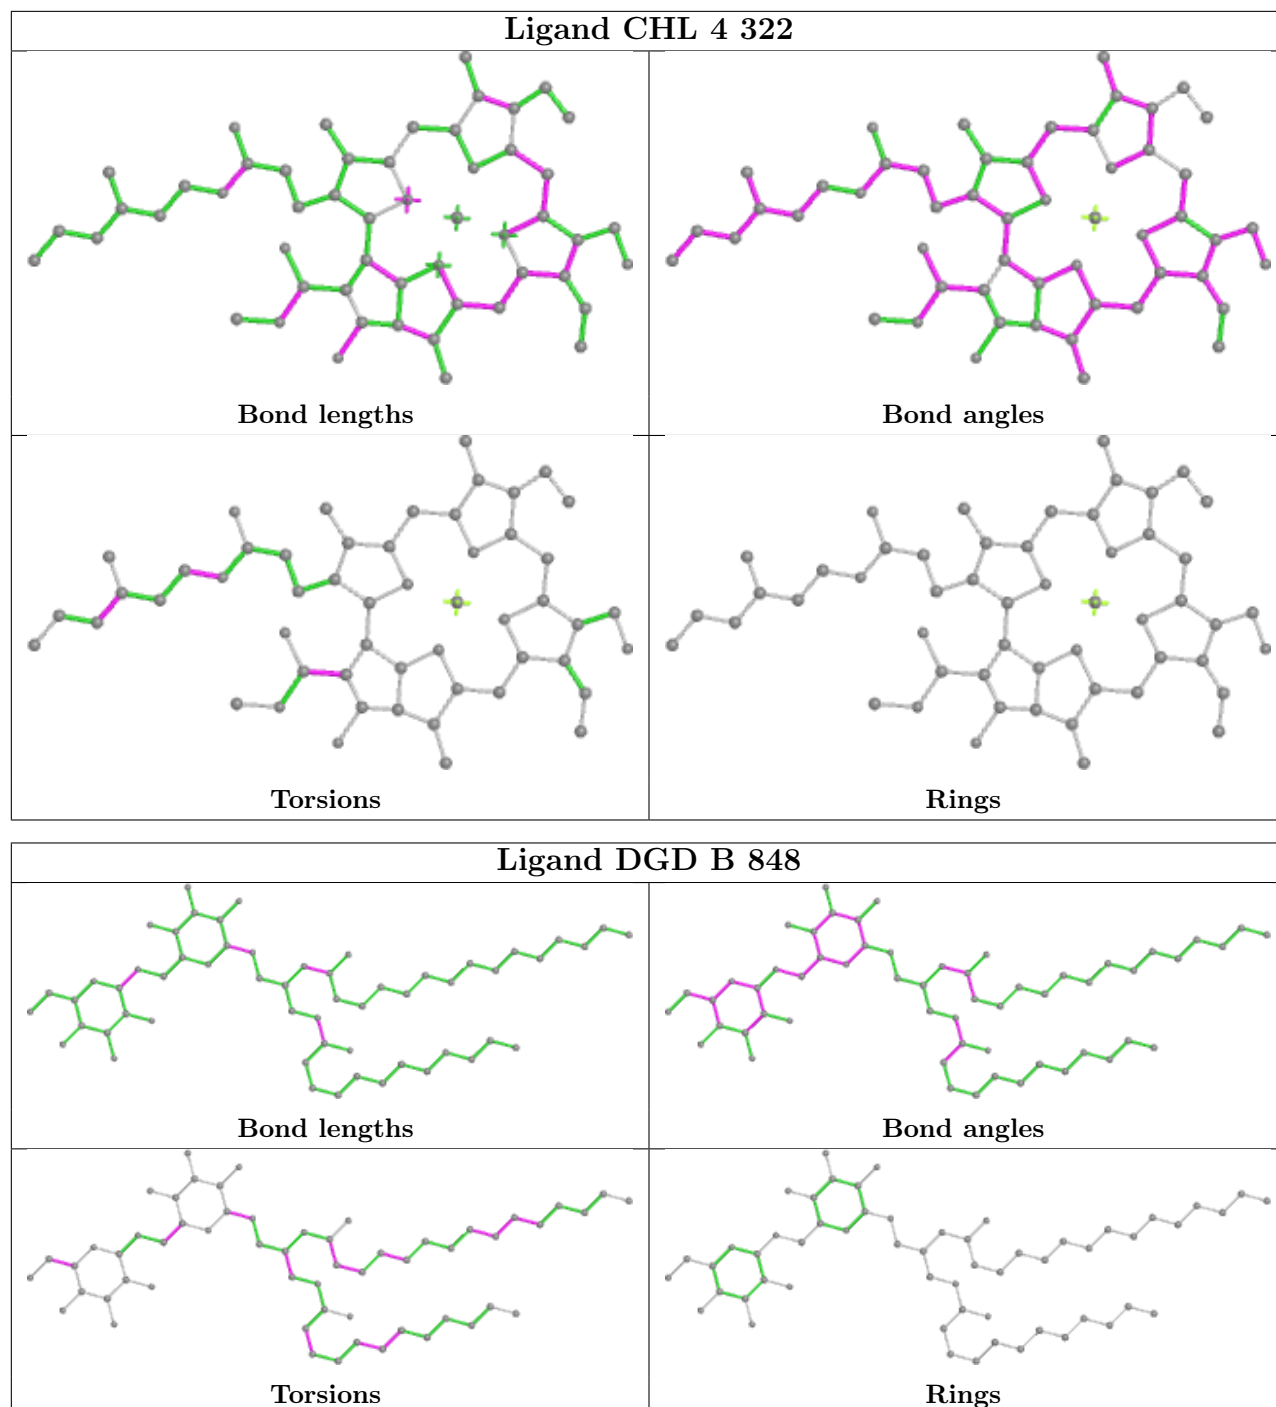 Ligand CHL 4 322
Bond lengths
Bond angles
Torsions
Rings
Ligand DGD B 848
Bond lengths
Bond angles
Torsions
Rings